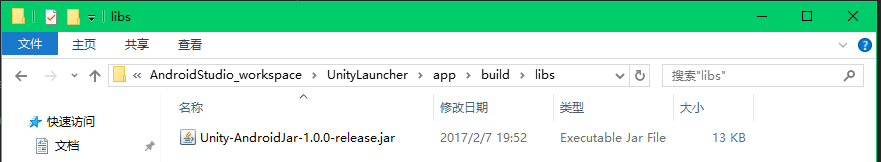 libs
文件 主页 共享 查看
« AndroidStudio_workspace › UnityLauncher › app › build › libs 搜索"libs"
名称 修改日期 类型 大小
快速访问
Unity-AndroidJar-1.0.0-release.jar 2017/2/7 19:52 Executable Jar File 13 KB
文档